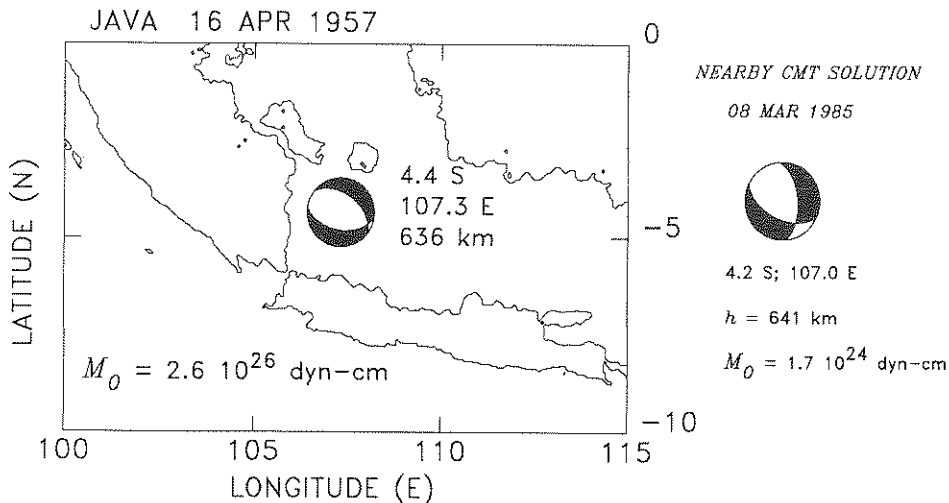 JAVA 16 APR 1957
0
-5
-10
LATITUDE (N)
4.4 S
107.3 E
636 km
M0 = 2.6 10^26 dyn-cm
100 105 110 115
LONGITUDE (E)
NEARBY CMT SOLUTION
08 MAR 1985
4.2 S; 107.0 E
h = 641 km
M0 = 1.7 10^24 dyn-cm